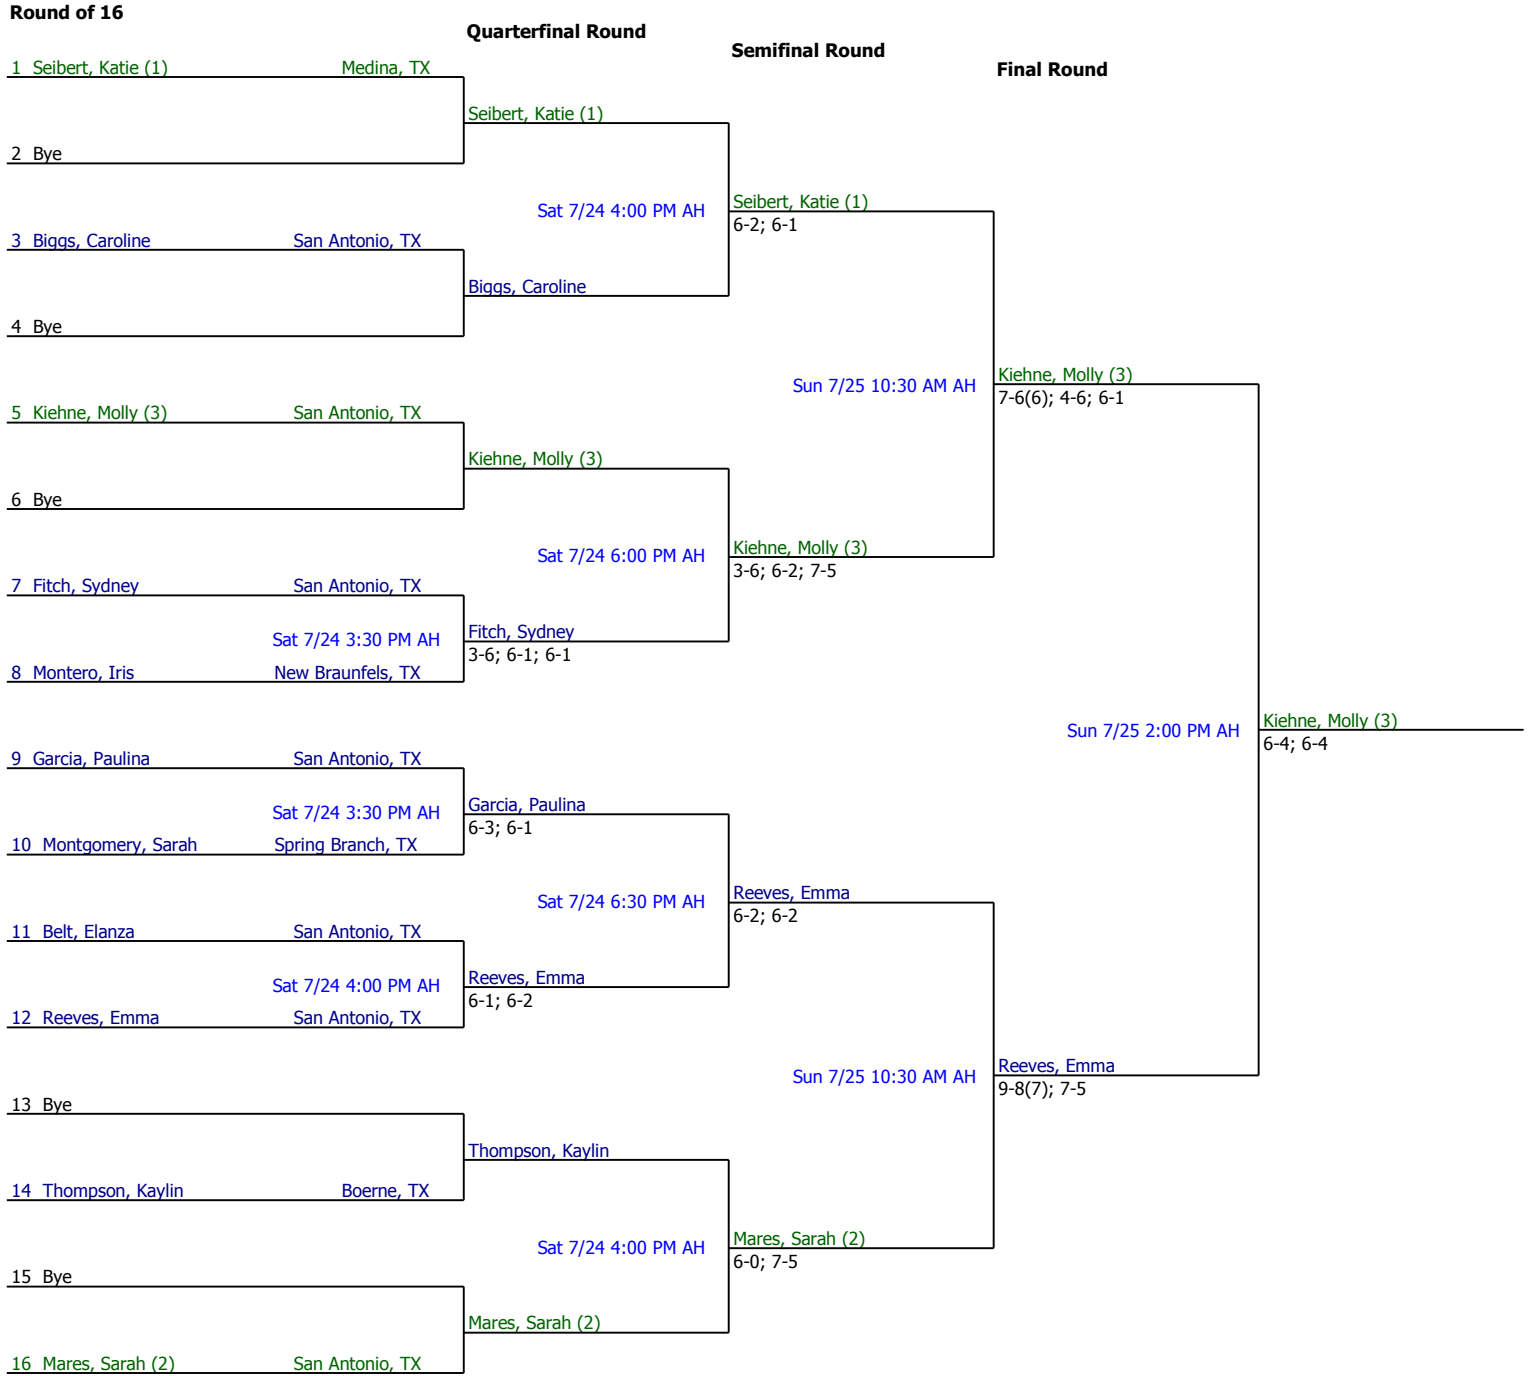 Round of 16
Quarterfinal Round
Semifinal Round
Final Round
1 Seibert, Katie (1) Medina, TX
Seibert, Katie (1)
2 Bye
Sat 7/24 4:00 PM AH
Seibert, Katie (1)
6-2; 6-1
3 Biggs, Caroline San Antonio, TX
Biggs, Caroline
4 Bye
Sun 7/25 10:30 AM AH
Kiehne, Molly (3)
7-6(6); 4-6; 6-1
5 Kiehne, Molly (3) San Antonio, TX
Kiehne, Molly (3)
6 Bye
Sat 7/24 6:00 PM AH
Kiehne, Molly (3)
3-6; 6-2; 7-5
7 Fitch, Sydney San Antonio, TX
Sat 7/24 3:30 PM AH
Fitch, Sydney
3-6; 6-1; 6-1
8 Montero, Iris New Braunfels, TX
Sun 7/25 2:00 PM AH
Kiehne, Molly (3)
6-4; 6-4
9 Garcia, Paulina San Antonio, TX
Sat 7/24 3:30 PM AH
Garcia, Paulina
6-3; 6-1
10 Montgomery, Sarah Spring Branch, TX
Sat 7/24 6:30 PM AH
Reeves, Emma
6-2; 6-2
11 Belt, Elanza San Antonio, TX
Sat 7/24 4:00 PM AH
Reeves, Emma
6-1; 6-2
12 Reeves, Emma San Antonio, TX
Sun 7/25 10:30 AM AH
Reeves, Emma
9-8(7); 7-5
13 Bye
Thompson, Kaylin
14 Thompson, Kaylin Boerne, TX
Sat 7/24 4:00 PM AH
Mares, Sarah (2)
6-0; 7-5
15 Bye
Mares, Sarah (2)
16 Mares, Sarah (2) San Antonio, TX